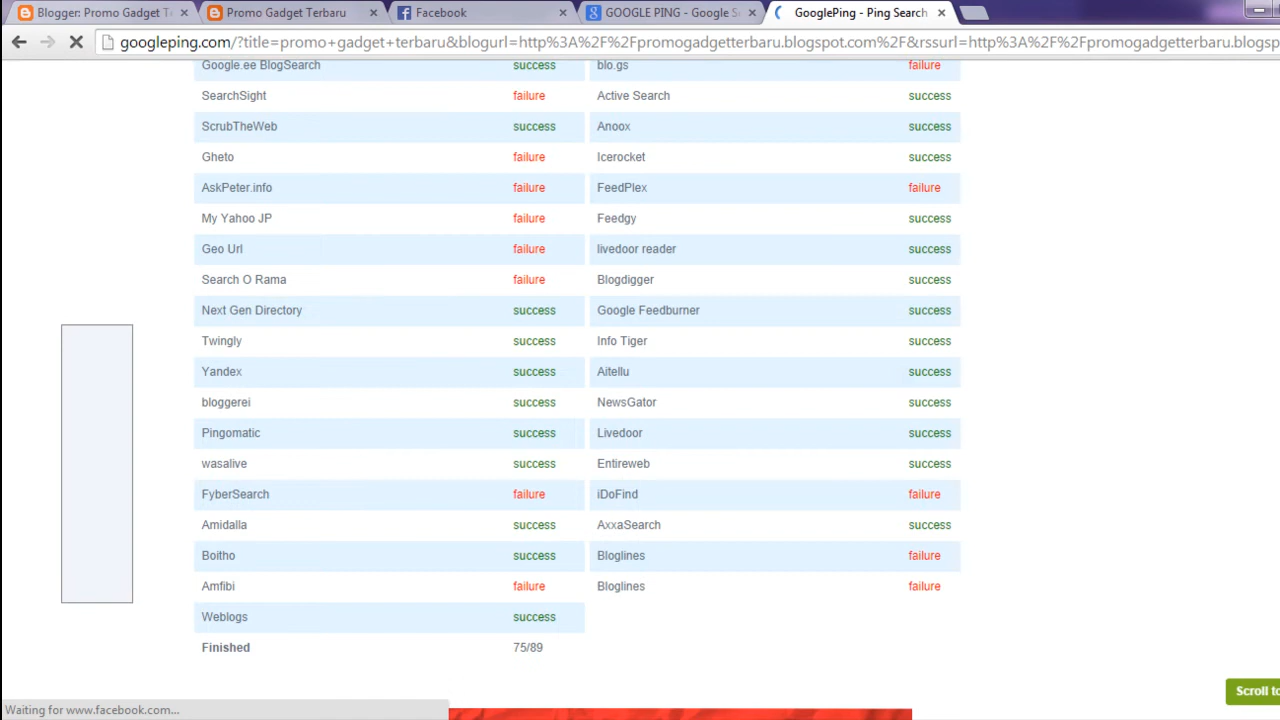 Blogger: Promo Gadget Te
Promo Gadget Terbaru
Facebook
GOOGLE PING - Google Se
GooglePing - Ping Search
googleping.com/?title=promo+gadget+terbaru&blogurl=http%3A%2F%2Fpromogadgetterbaru.blogspot.com%2F&rssurl=http%3A%2F%2Fpromogadgetterbaru.blogsp
Google.ee BlogSearch success blo.gs failure
SearchSight failure Active Search success
ScrubTheWeb success Anoox success
Gheto failure Icerocket success
AskPeter.info failure FeedPlex failure
My Yahoo JP failure Feedgy success
Geo Url failure livedoor reader success
Search O Rama failure Blogdigger success
Next Gen Directory success Google Feedburner success
Twingly success Info Tiger success
Yandex success Aitellu success
bloggerei success NewsGator success
Pingomatic success Livedoor success
wasalive success Entireweb success
FyberSearch failure iDoFind failure
Amidalla success AxxaSearch success
Boitho success Bloglines failure
Amfibi failure Bloglines failure
Weblogs success
Finished 75/89
Scroll to
Waiting for www.facebook.com...